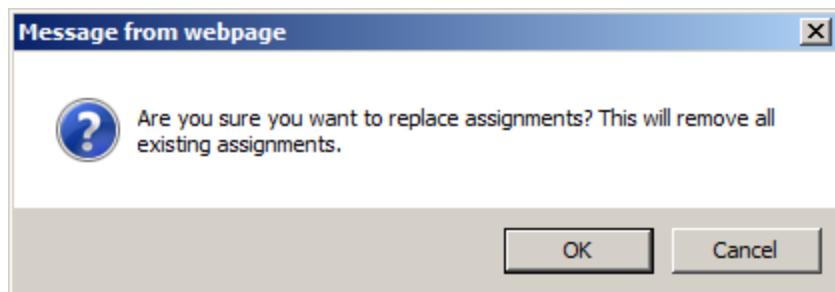 Message from webpage
Are you sure you want to replace assignments? This will remove all
existing assignments.
OK
Cancel